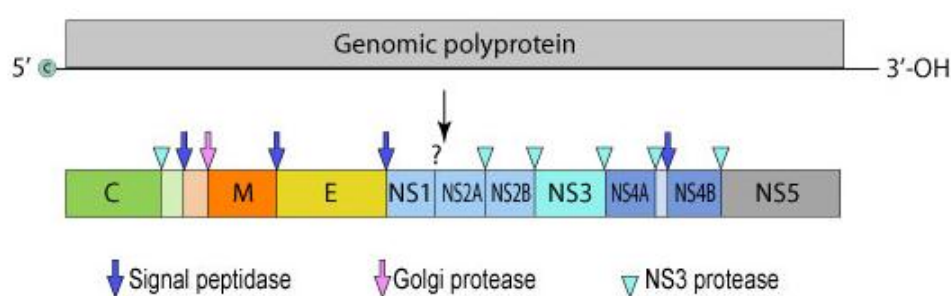 Genomic polyprotein
5′ c 3′-OH
?
C M E NS1 NS2A NS2B NS3 NS4A NS4B NS5
Signal peptidase Golgi protease NS3 protease